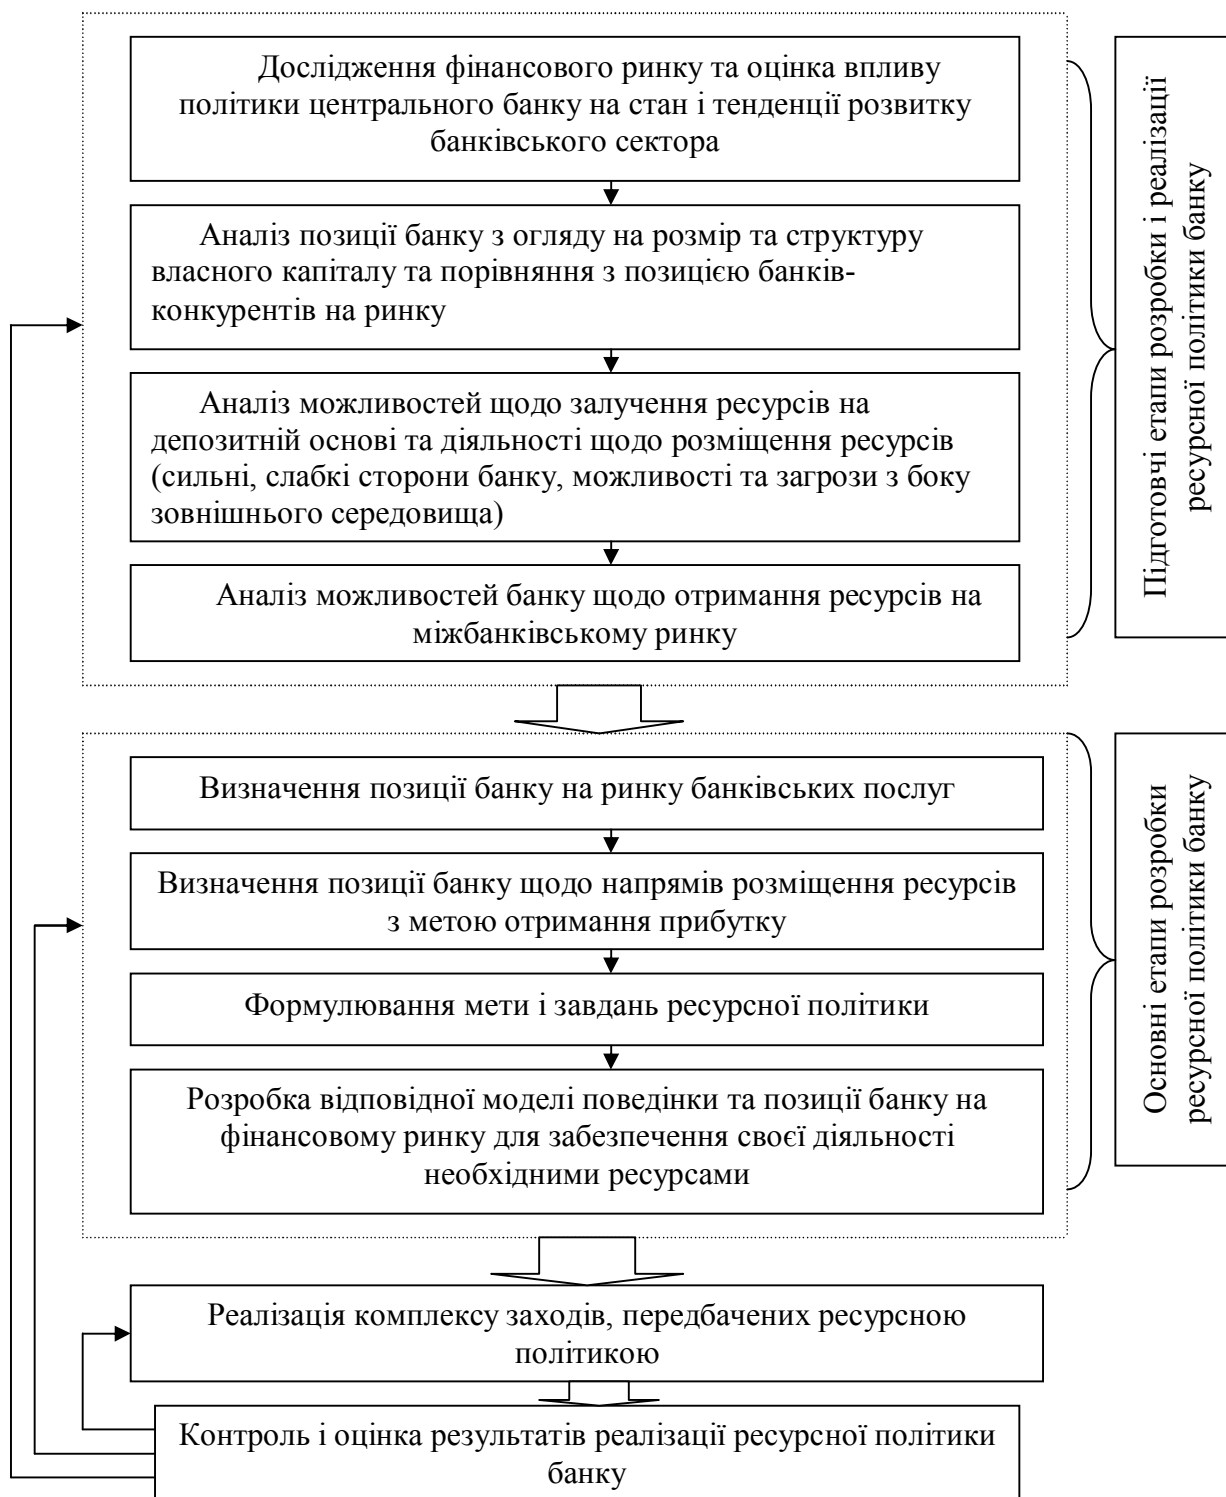 Дослідження фінансового ринку та оцінка впливу
політики центрального банку на стан і тенденції розвитку
банківського сектора
Підготовчі етапи розробки і реалізації
ресурсної політики банку
Аналіз позиції банку з огляду на розмір та структуру
власного капіталу та порівняння з позицією банків-
конкурентів на ринку
Аналіз можливостей щодо залучення ресурсів на
депозитній основі та діяльності щодо розміщення ресурсів
(сильні, слабкі сторони банку, можливості та загрози з боку
зовнішнього середовища)
Аналіз можливостей банку щодо отримання ресурсів на
міжбанківському ринку
Визначення позиції банку на ринку банківських послуг
Основні етапи розробки
ресурсної політики банку
Визначення позиції банку щодо напрямів розміщення ресурсів
з метою отримання прибутку
Формулювання мети і завдань ресурсної політики
Розробка відповідної моделі поведінки та позиції банку на
фінансовому ринку для забезпечення своєї діяльності
необхідними ресурсами
Реалізація комплексу заходів, передбачених ресурсною
політикою
Контроль і оцінка результатів реалізації ресурсної політики
банку